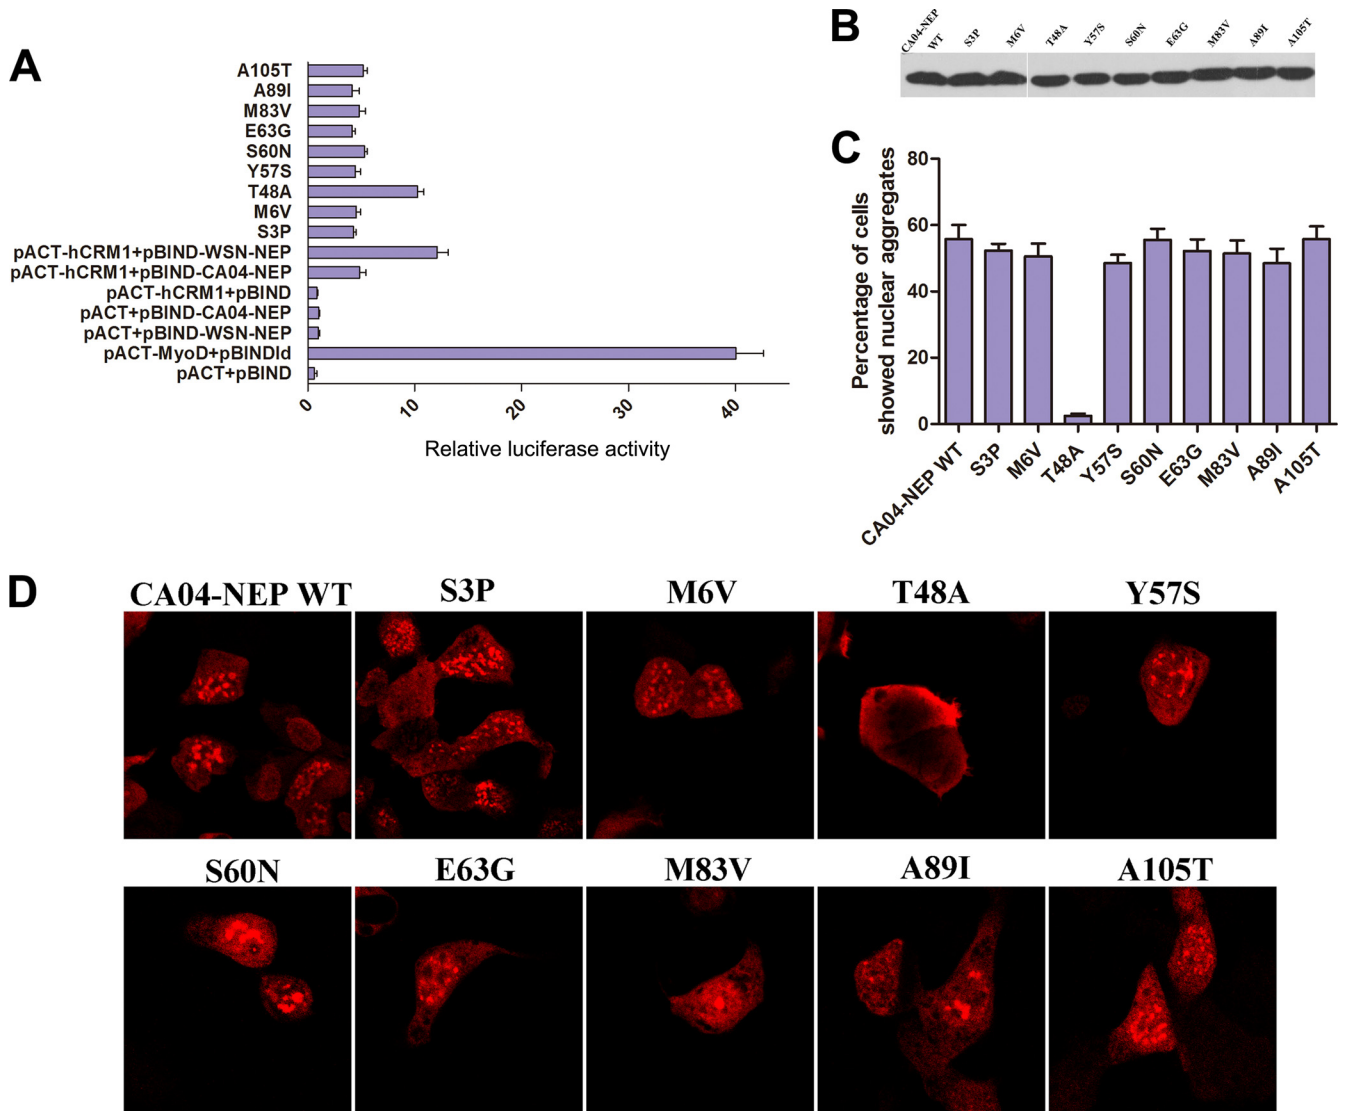 A
A105T
A89I
M83V
E63G
S60N
Y57S
T48A
M6V
S3P
pACT-hCRM1+pBIND-WSN-NEP
pACT-hCRM1+pBIND-CA04-NEP
pACT-hCRM1+pBIND
pACT+pBIND-CA04-NEP
pACT+pBIND-WSN-NEP
pACT-MyoD+pBINDId
pACT+pBIND
0 10 20 30 40
Relative luciferase activity
B
CA04-NEP
WT S3P M6V T48A Y57S S60N E63G M83V A89I A105T
C
Percentage of cells
showed nuclear aggregates
80
60
40
20
0
CA04-NEP WT S3P M6V T48A Y57S S60N E63G M83V A89I A105T
D
CA04-NEP WT S3P M6V T48A Y57S
S60N E63G M83V A89I A105T